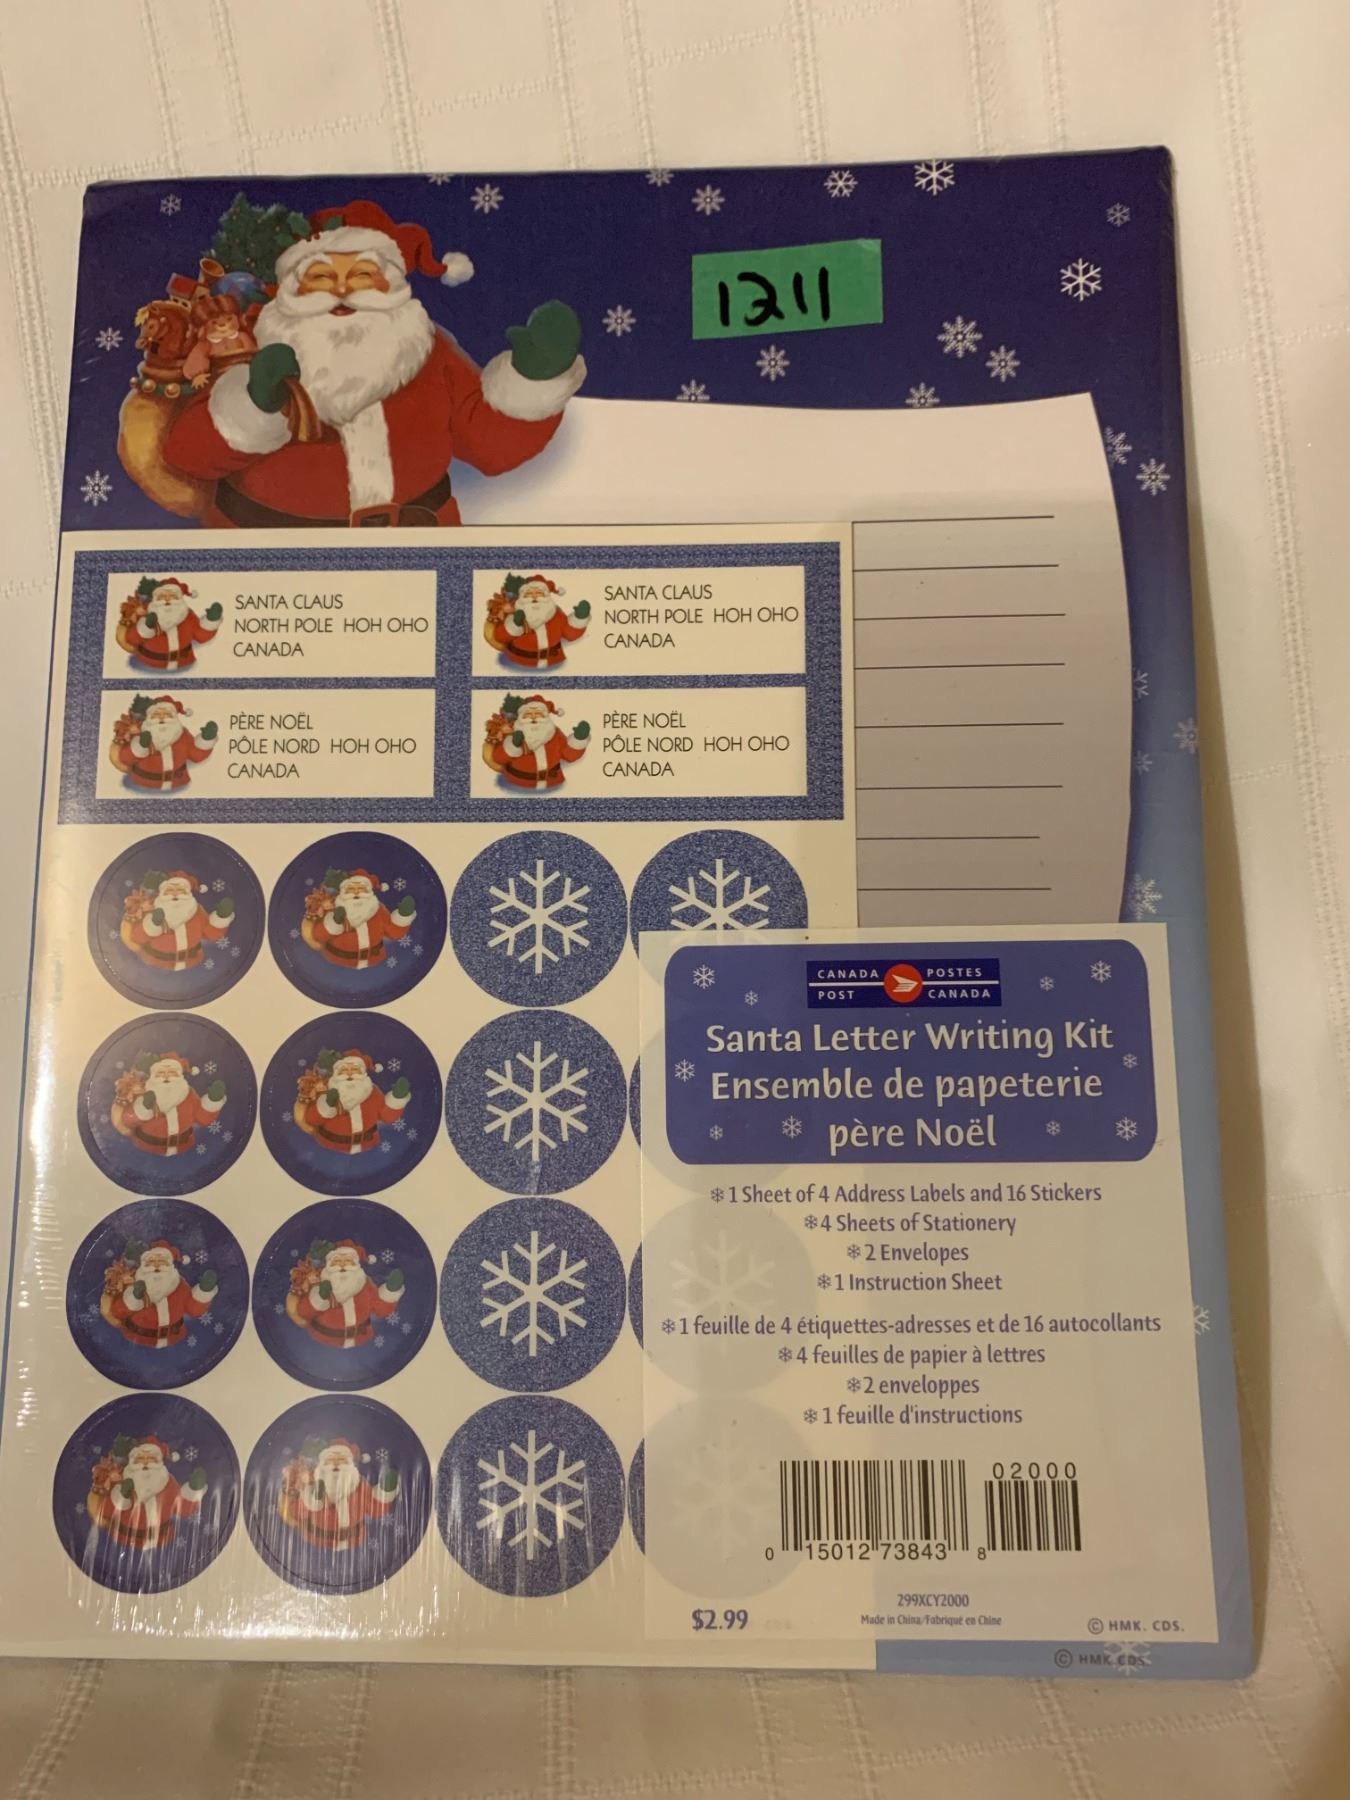 1211
SANTA CLAUS
NORTH POLE HOH OHO
CANADA
SANTA CLAUS
NORTH POLE HOH OHO
CANADA
PÈRE NOËL
PÔLE NORD HOH OHO
CANADA
PÈRE NOËL
PÔLE NORD HOH OHO
CANADA
CANADA POSTES
POST CANADA
Santa Letter Writing Kit
Ensemble de papeterie
père Noël
1 Sheet of 4 Address Labels and 16 Stickers
4 Sheets of Stationery
2 Envelopes
1 Instruction Sheet
1 feuille de 4 étiquettes-adresses et de 16 autocollants
4 feuilles de papier à lettres
2 enveloppes
1 feuille d'instructions
02000
0 15012 73843 8
299XCY2000
$2.99
Made in China/Fabriqué en Chine
© HMK. CDS.
© HMK.CDS.